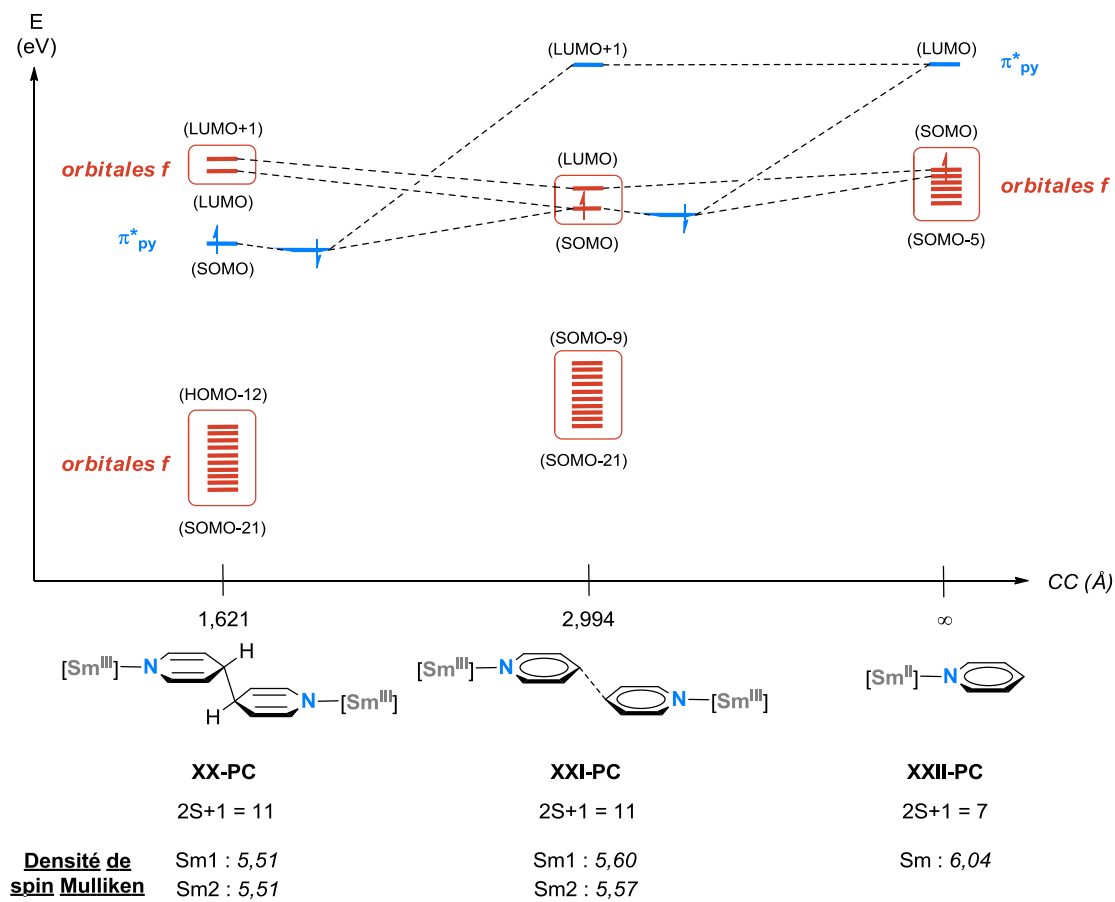 E
(eV)
(LUMO+1)
(LUMO)
π*py
(LUMO+1)
(SOMO)
orbitales f
(LUMO)
orbitales f
(LUMO)
π*py
(SOMO)
(SOMO)
(SOMO-5)
(SOMO-9)
(HOMO-12)
orbitales f
(SOMO-21)
(SOMO-21)
CC (Å)
1,621
2,994
∞
[SmIII] N H H N [SmIII]
[SmIII] N N [SmIII]
[SmII] N
XX-PC
XXI-PC
XXII-PC
2S+1 = 11
2S+1 = 11
2S+1 = 7
Densité de
spin Mulliken
Sm1 : 5,51
Sm2 : 5,51
Sm1 : 5,60
Sm2 : 5,57
Sm : 6,04